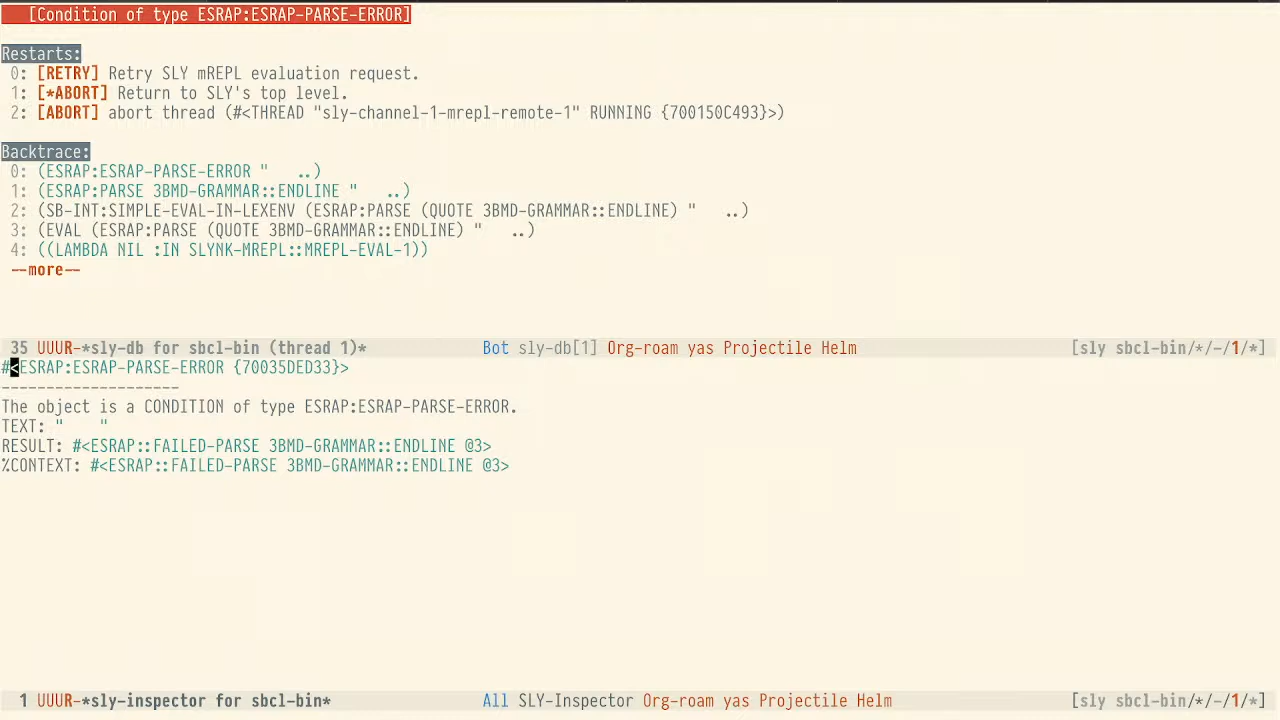 [Condition of type ESRAP:ESRAP-PARSE-ERROR]
Restarts:
0: [RETRY] Retry SLY mREPL evaluation request.
1: [*ABORT] Return to SLY's top level.
2: [ABORT] abort thread (#<THREAD "sly-channel-1-mrepl-remote-1" RUNNING {700150C493}>)
Backtrace:
0: (ESRAP:ESRAP-PARSE-ERROR "   ..)
1: (ESRAP:PARSE 3BMD-GRAMMAR::ENDLINE "   ..)
2: (SB-INT:SIMPLE-EVAL-IN-LEXENV (ESRAP:PARSE (QUOTE 3BMD-GRAMMAR::ENDLINE) "   ..)
3: (EVAL (ESRAP:PARSE (QUOTE 3BMD-GRAMMAR::ENDLINE) "   ..)
4: ((LAMBDA NIL :IN SLYNK-MREPL::MREPL-EVAL-1))
--more--
35 UUUR-*sly-db for sbcl-bin (thread 1)* Bot sly-db[1] Org-roam yas Projectile Helm [sly sbcl-bin/*/-/1/*]
#<ESRAP:ESRAP-PARSE-ERROR {70035DED33}>
--------------------
The object is a CONDITION of type ESRAP:ESRAP-PARSE-ERROR.
TEXT: "    "
RESULT: #<ESRAP::FAILED-PARSE 3BMD-GRAMMAR::ENDLINE @3>
%CONTEXT: #<ESRAP::FAILED-PARSE 3BMD-GRAMMAR::ENDLINE @3>
1 UUUR-*sly-inspector for sbcl-bin* All SLY-Inspector Org-roam yas Projectile Helm [sly sbcl-bin/*/-/1/*]